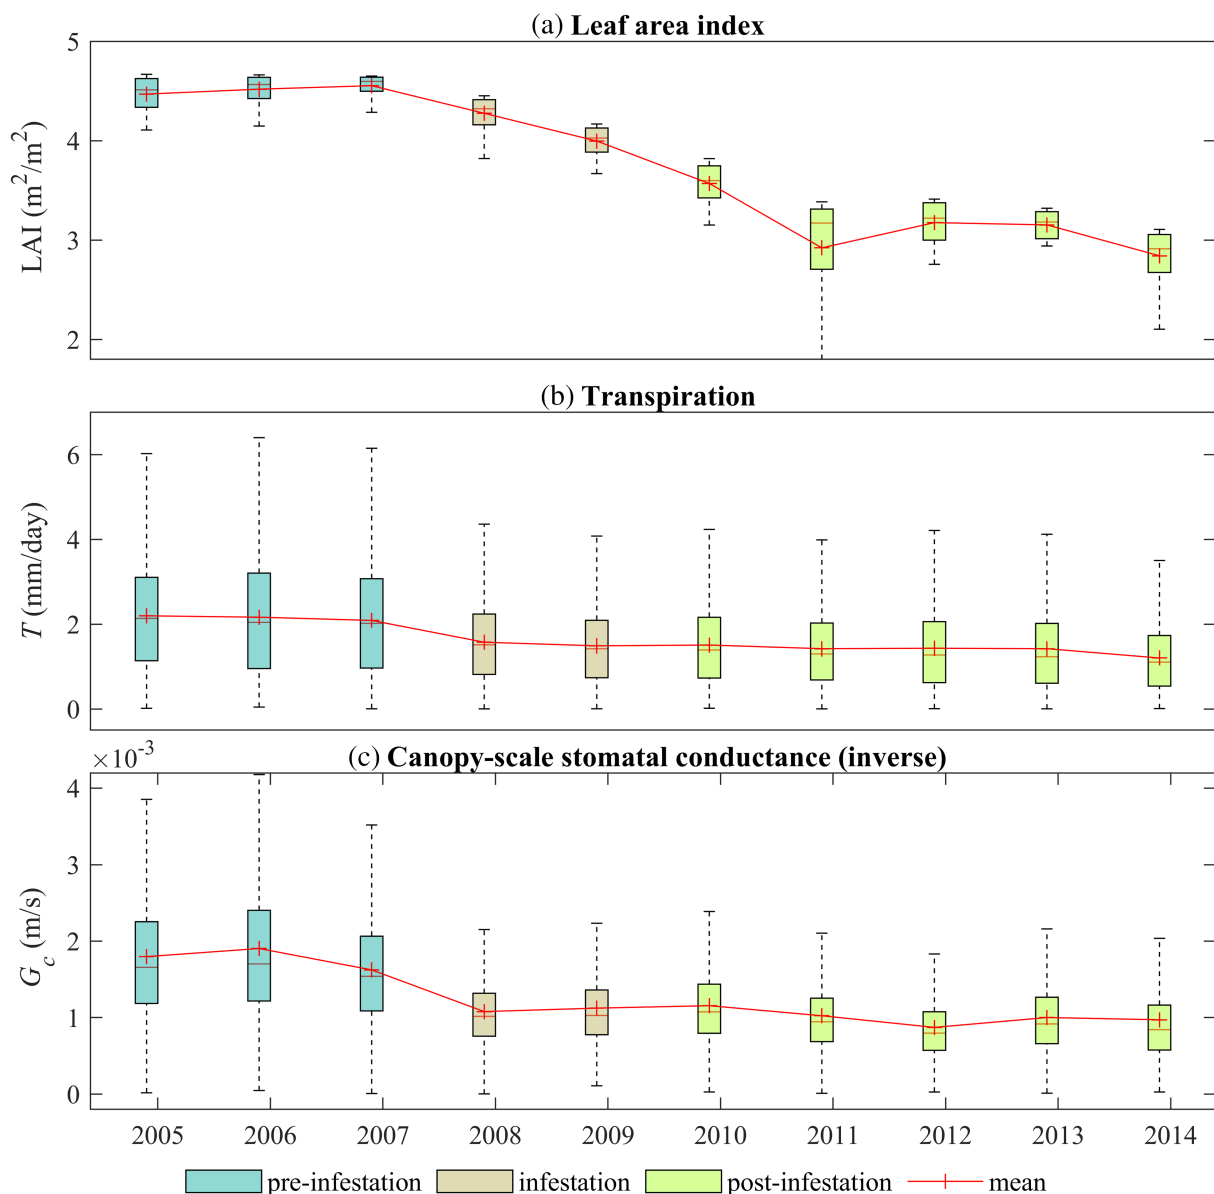 (a) Leaf area index
5
4
3
2
LAI (m²/m²)
(b) Transpiration
6
4
2
0
T (mm/day)
×10⁻³
(c) Canopy-scale stomatal conductance (inverse)
4
3
2
1
0
G_c (m/s)
2005 2006 2007 2008 2009 2010 2011 2012 2013 2014
pre-infestation infestation post-infestation mean